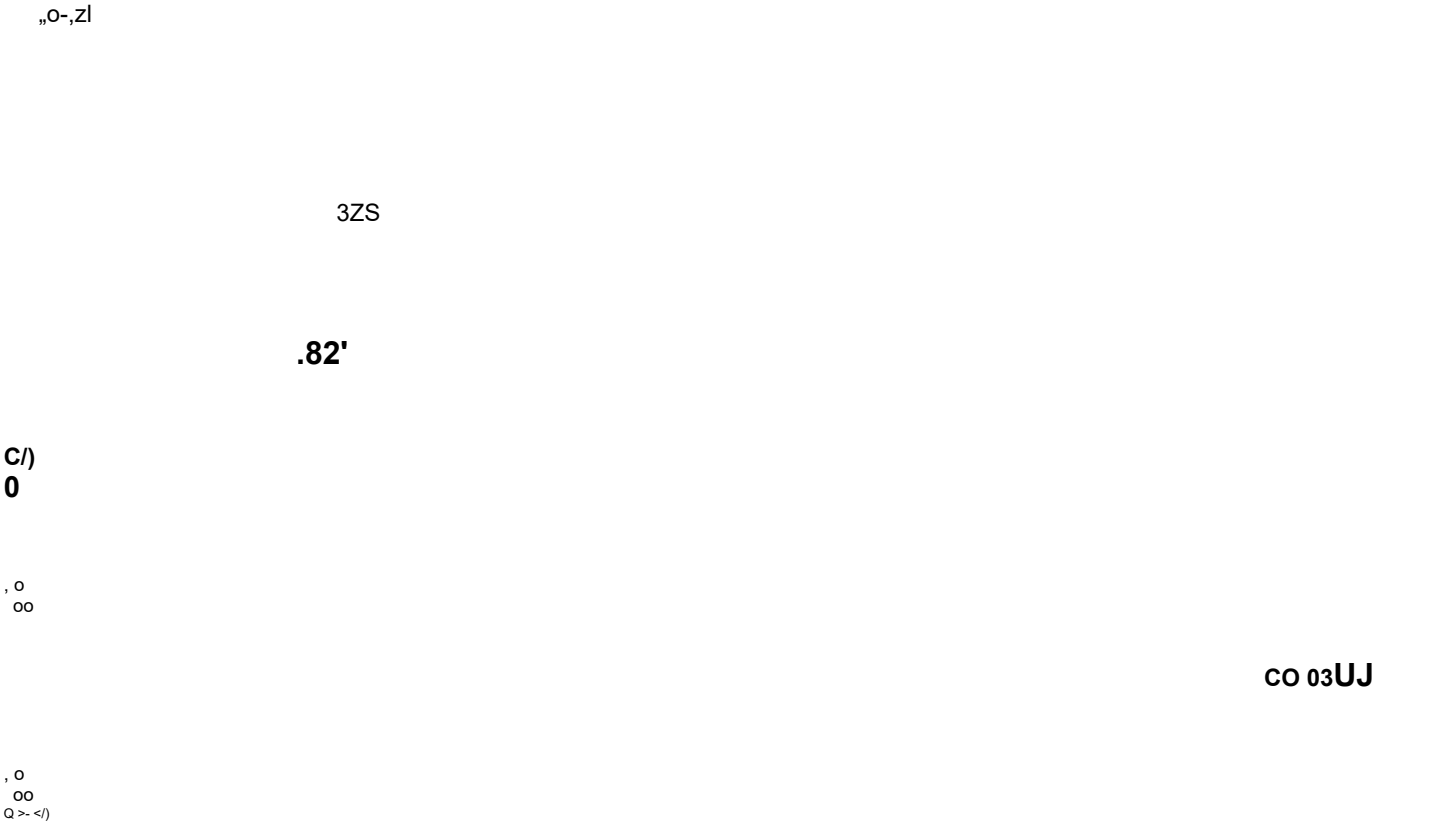 „o-,zl
3ZS
.82'
C/)
0
, o
oo
CO 03UJ
, o
oo
Q >- </)